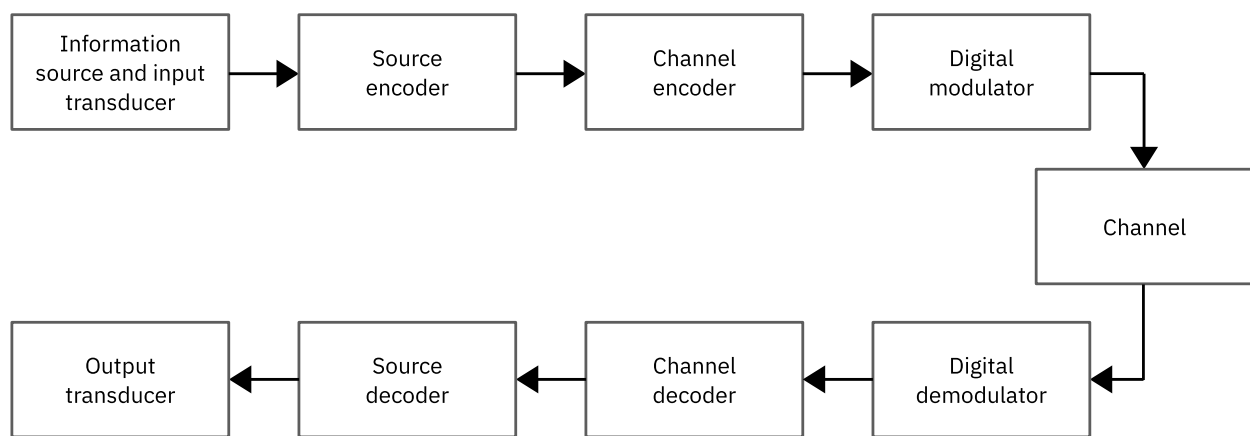 Information
source and input
transducer
Source
encoder
Channel
encoder
Digital
modulator
Channel
Output
transducer
Source
decoder
Channel
decoder
Digital
demodulator